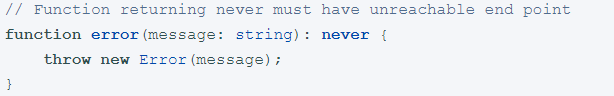 // Function returning never must have unreachable end point
function error(message: string): never {
    throw new Error(message);
}